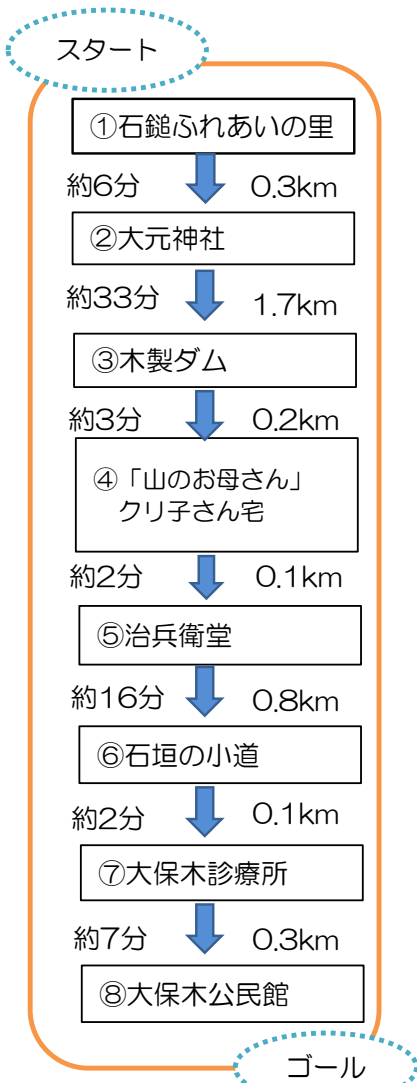 スタート
①石鎚ふれあいの里
約6分 0.3km
②大元神社
約33分 1.7km
③木製ダム
約3分 0.2km
④「山のお母さん」
クリ子さん宅
約2分 0.1km
⑤治兵衛堂
約16分 0.8km
⑥石垣の小道
約2分 0.1km
⑦大保木診療所
約7分 0.3km
⑧大保木公民館
ゴール